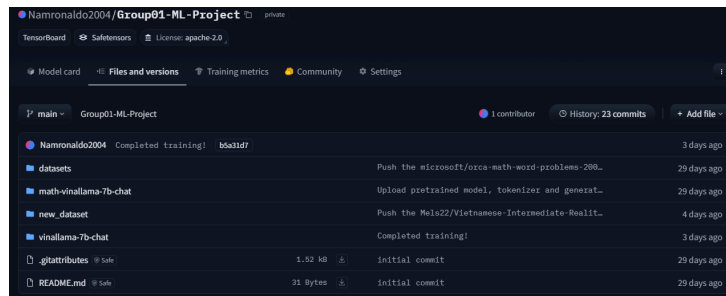 Namronaldo2004/Group01-ML-Project private
TensorBoard Safetensors License: apache-2.0
Model card Files and versions Training metrics Community Settings
main Group01-ML-Project 1 contributor History: 23 commits + Add file
Namronaldo2004 Completed training! b5a31d7 3 days ago
datasets Push the microsoft/orca-math-word-problems-200… 29 days ago
math-vinallama-7b-chat Upload pretrained model, tokenizer and generat… 29 days ago
new_dataset Push the Mels22/Vietnamese-Intermediate-Realit… 4 days ago
vinallama-7b-chat Completed training! 3 days ago
.gitattributes Safe 1.52 kB initial commit 29 days ago
README.md Safe 31 Bytes initial commit 29 days ago